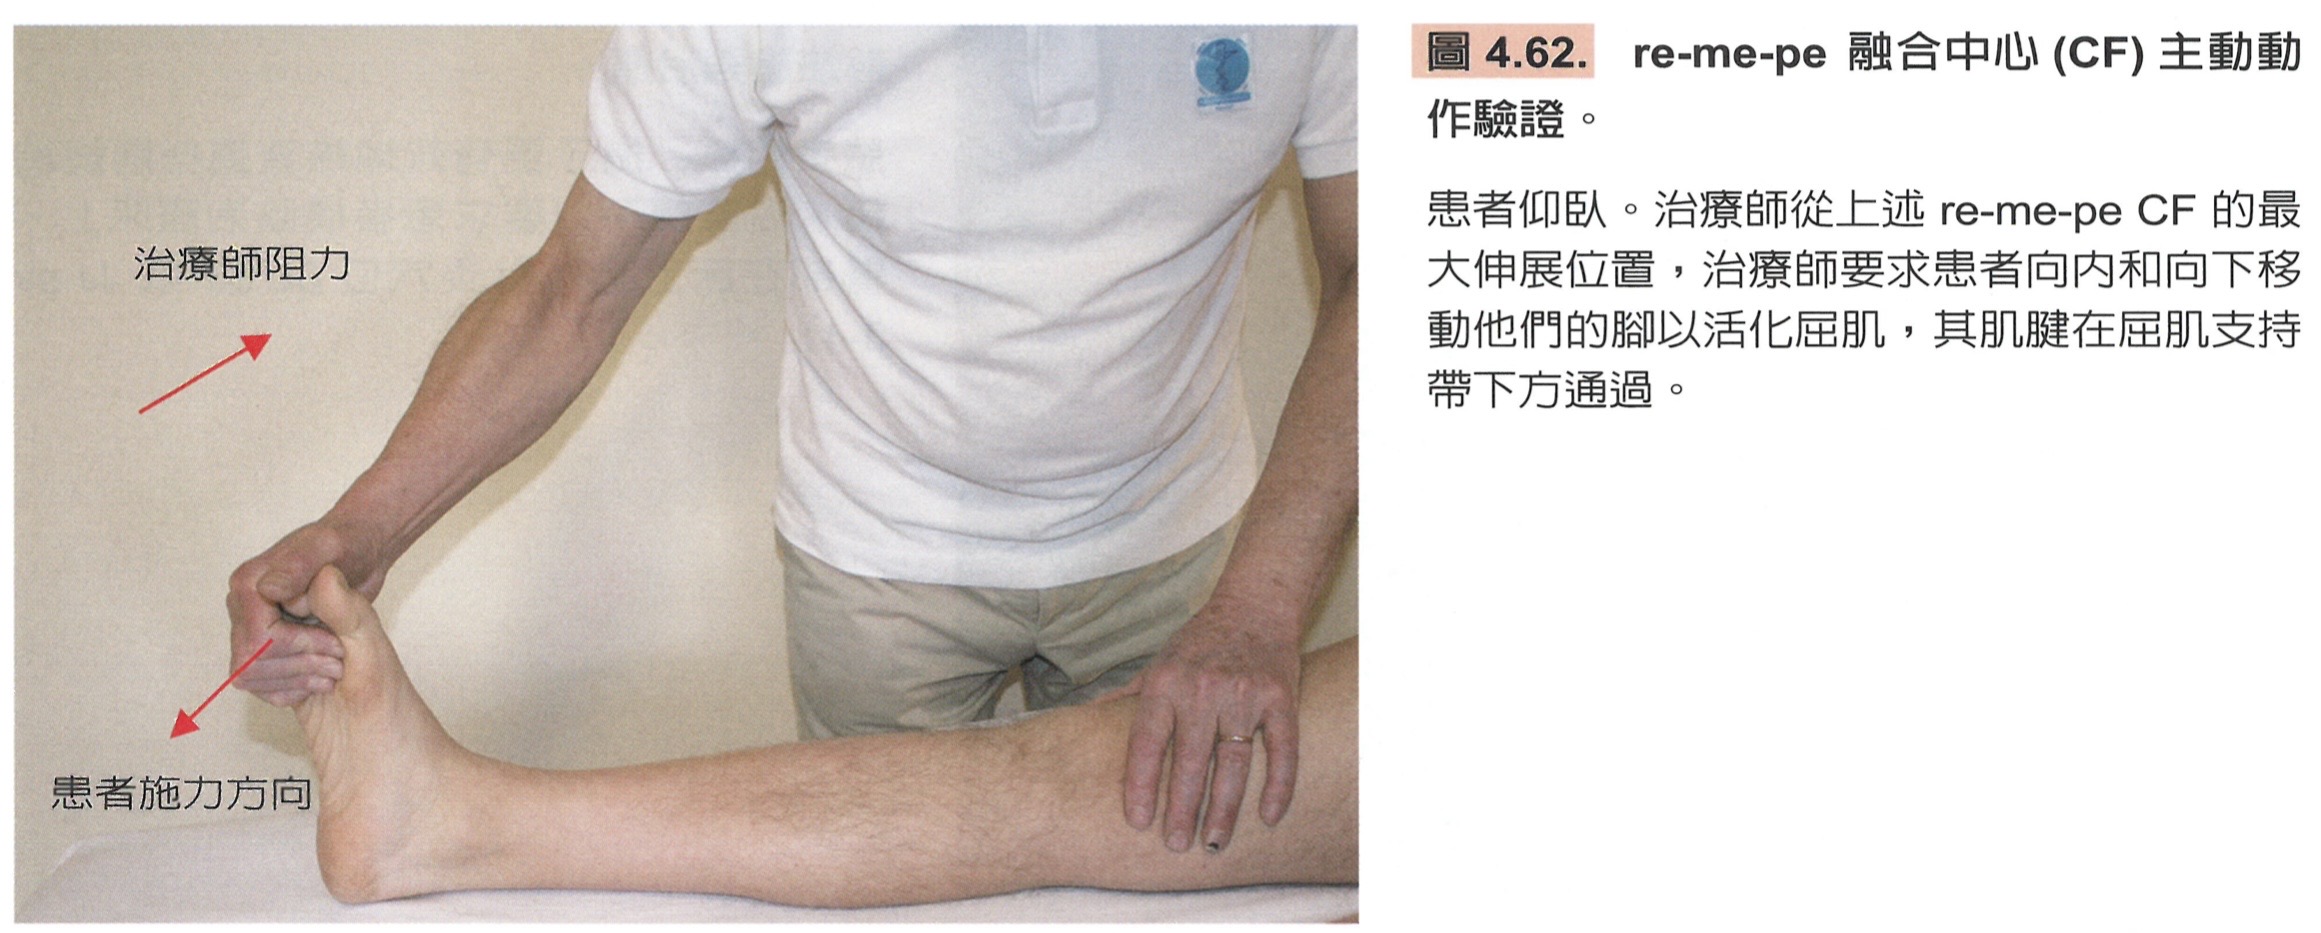 圖 4.62. re-me-pe 融合中心 (CF) 主動動
作驗證。
患者仰臥。治療師從上述 re-me-pe CF 的最
大伸展位置，治療師要求患者向內和向下移
動他們的腳以活化屈肌，其肌腱在屈肌支持
帶下方通過。
治療師阻力
患者施力方向